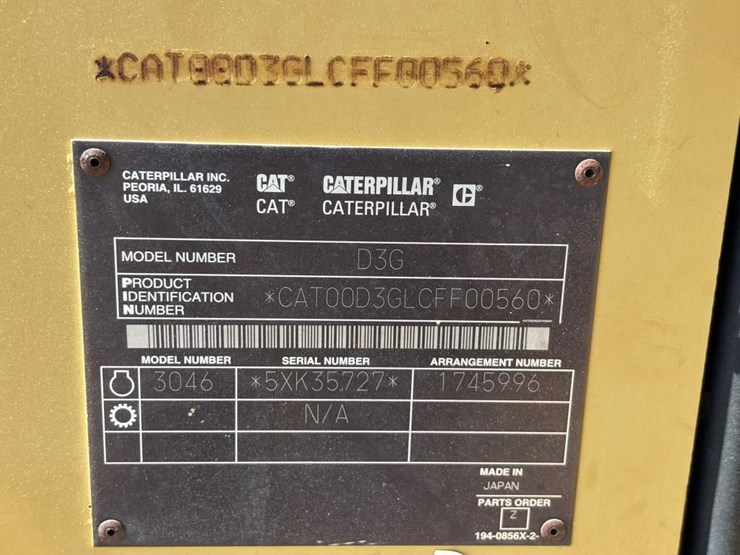 *CAT00D3GLCFF00560*
CATERPILLAR INC.
PEORIA, IL. 61629
USA
CAT® CATERPILLAR® C®
CAT® CATERPILLAR®
MODEL NUMBER D3G
PRODUCT
IDENTIFICATION
NUMBER
*CAT00D3GLCFF00560*
MODEL NUMBER SERIAL NUMBER ARRANGEMENT NUMBER
3046 *5XK35727* 1745996
N/A
MADE IN
JAPAN
PARTS ORDER
Z
194-0856X-2-